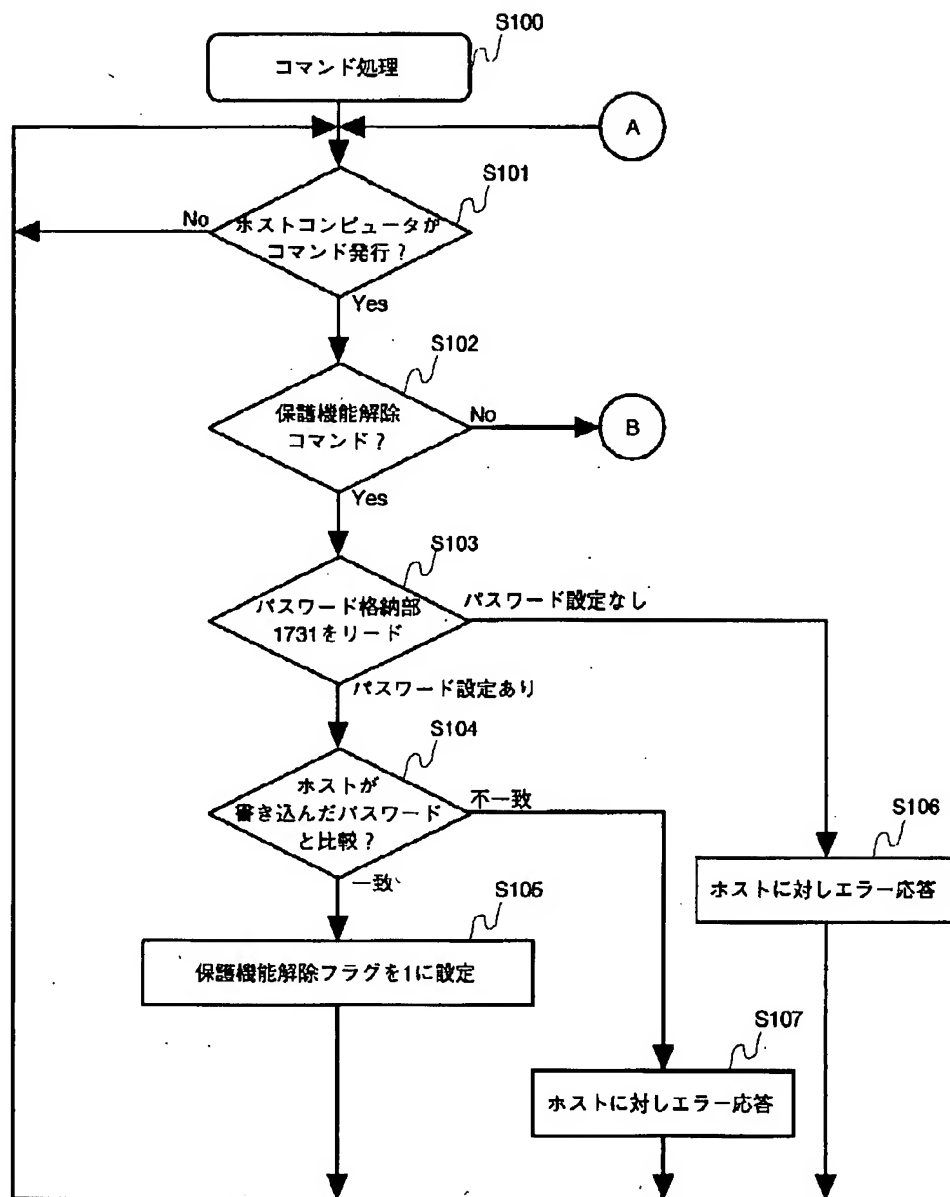 S100
コマンド処理
A
S101
No
ホストコンピュータが
コマンド発行？
Yes
S102
保護機能解除
コマンド？
No
B
Yes
S103
パスワード格納部
1731をリード
パスワード設定なし
パスワード設定あり
S104
ホストが
書き込んだパスワード
と比較？
不一致
一致
S106
ホストに対しエラー応答
S105
保護機能解除フラグを1に設定
S107
ホストに対しエラー応答